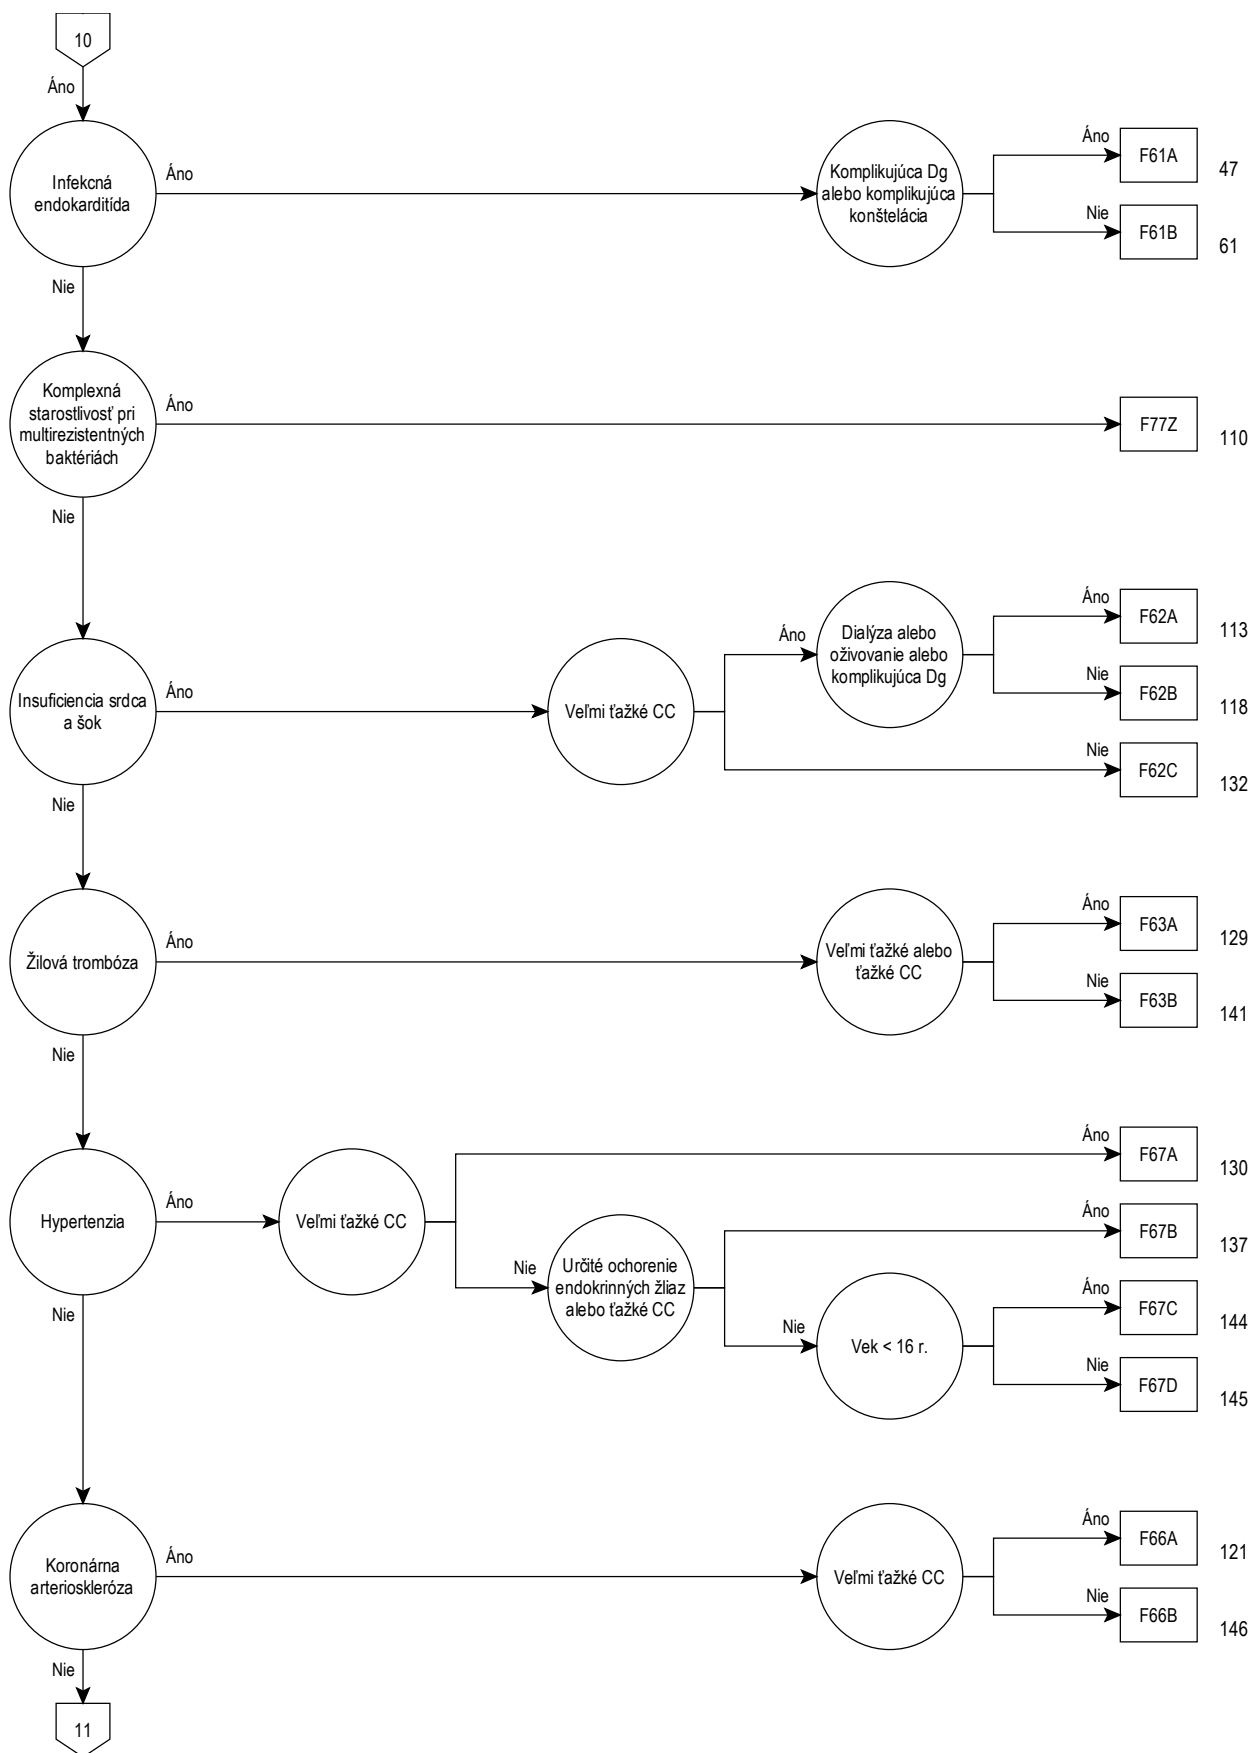 10
Áno
Infekcná
endokarditída
Áno
Komplikujúca Dg
alebo komplikujúca
konštelácia
Áno
F61A
47
Nie
F61B
61
Nie
Komplexná
starostlivosť pri
multirezistentných
baktériách
Áno
F77Z
110
Nie
Insuficiencia srdca
a šok
Áno
Veľmi ťažké CC
Áno
Dialýza alebo
oživovanie alebo
komplikujúca Dg
Áno
F62A
113
Nie
F62B
118
Nie
F62C
132
Nie
Žilová trombóza
Áno
Veľmi ťažké alebo
ťažké CC
Áno
F63A
129
Nie
F63B
141
Nie
Hypertenzia
Áno
Veľmi ťažké CC
Áno
F67A
130
Nie
Určité ochorenie
endokrinných žliaz
alebo ťažké CC
Áno
F67B
137
Nie
Vek < 16 r.
Áno
F67C
144
Nie
F67D
145
Nie
Koronárna
arterioskleróza
Áno
Veľmi ťažké CC
Áno
F66A
121
Nie
F66B
146
Nie
11